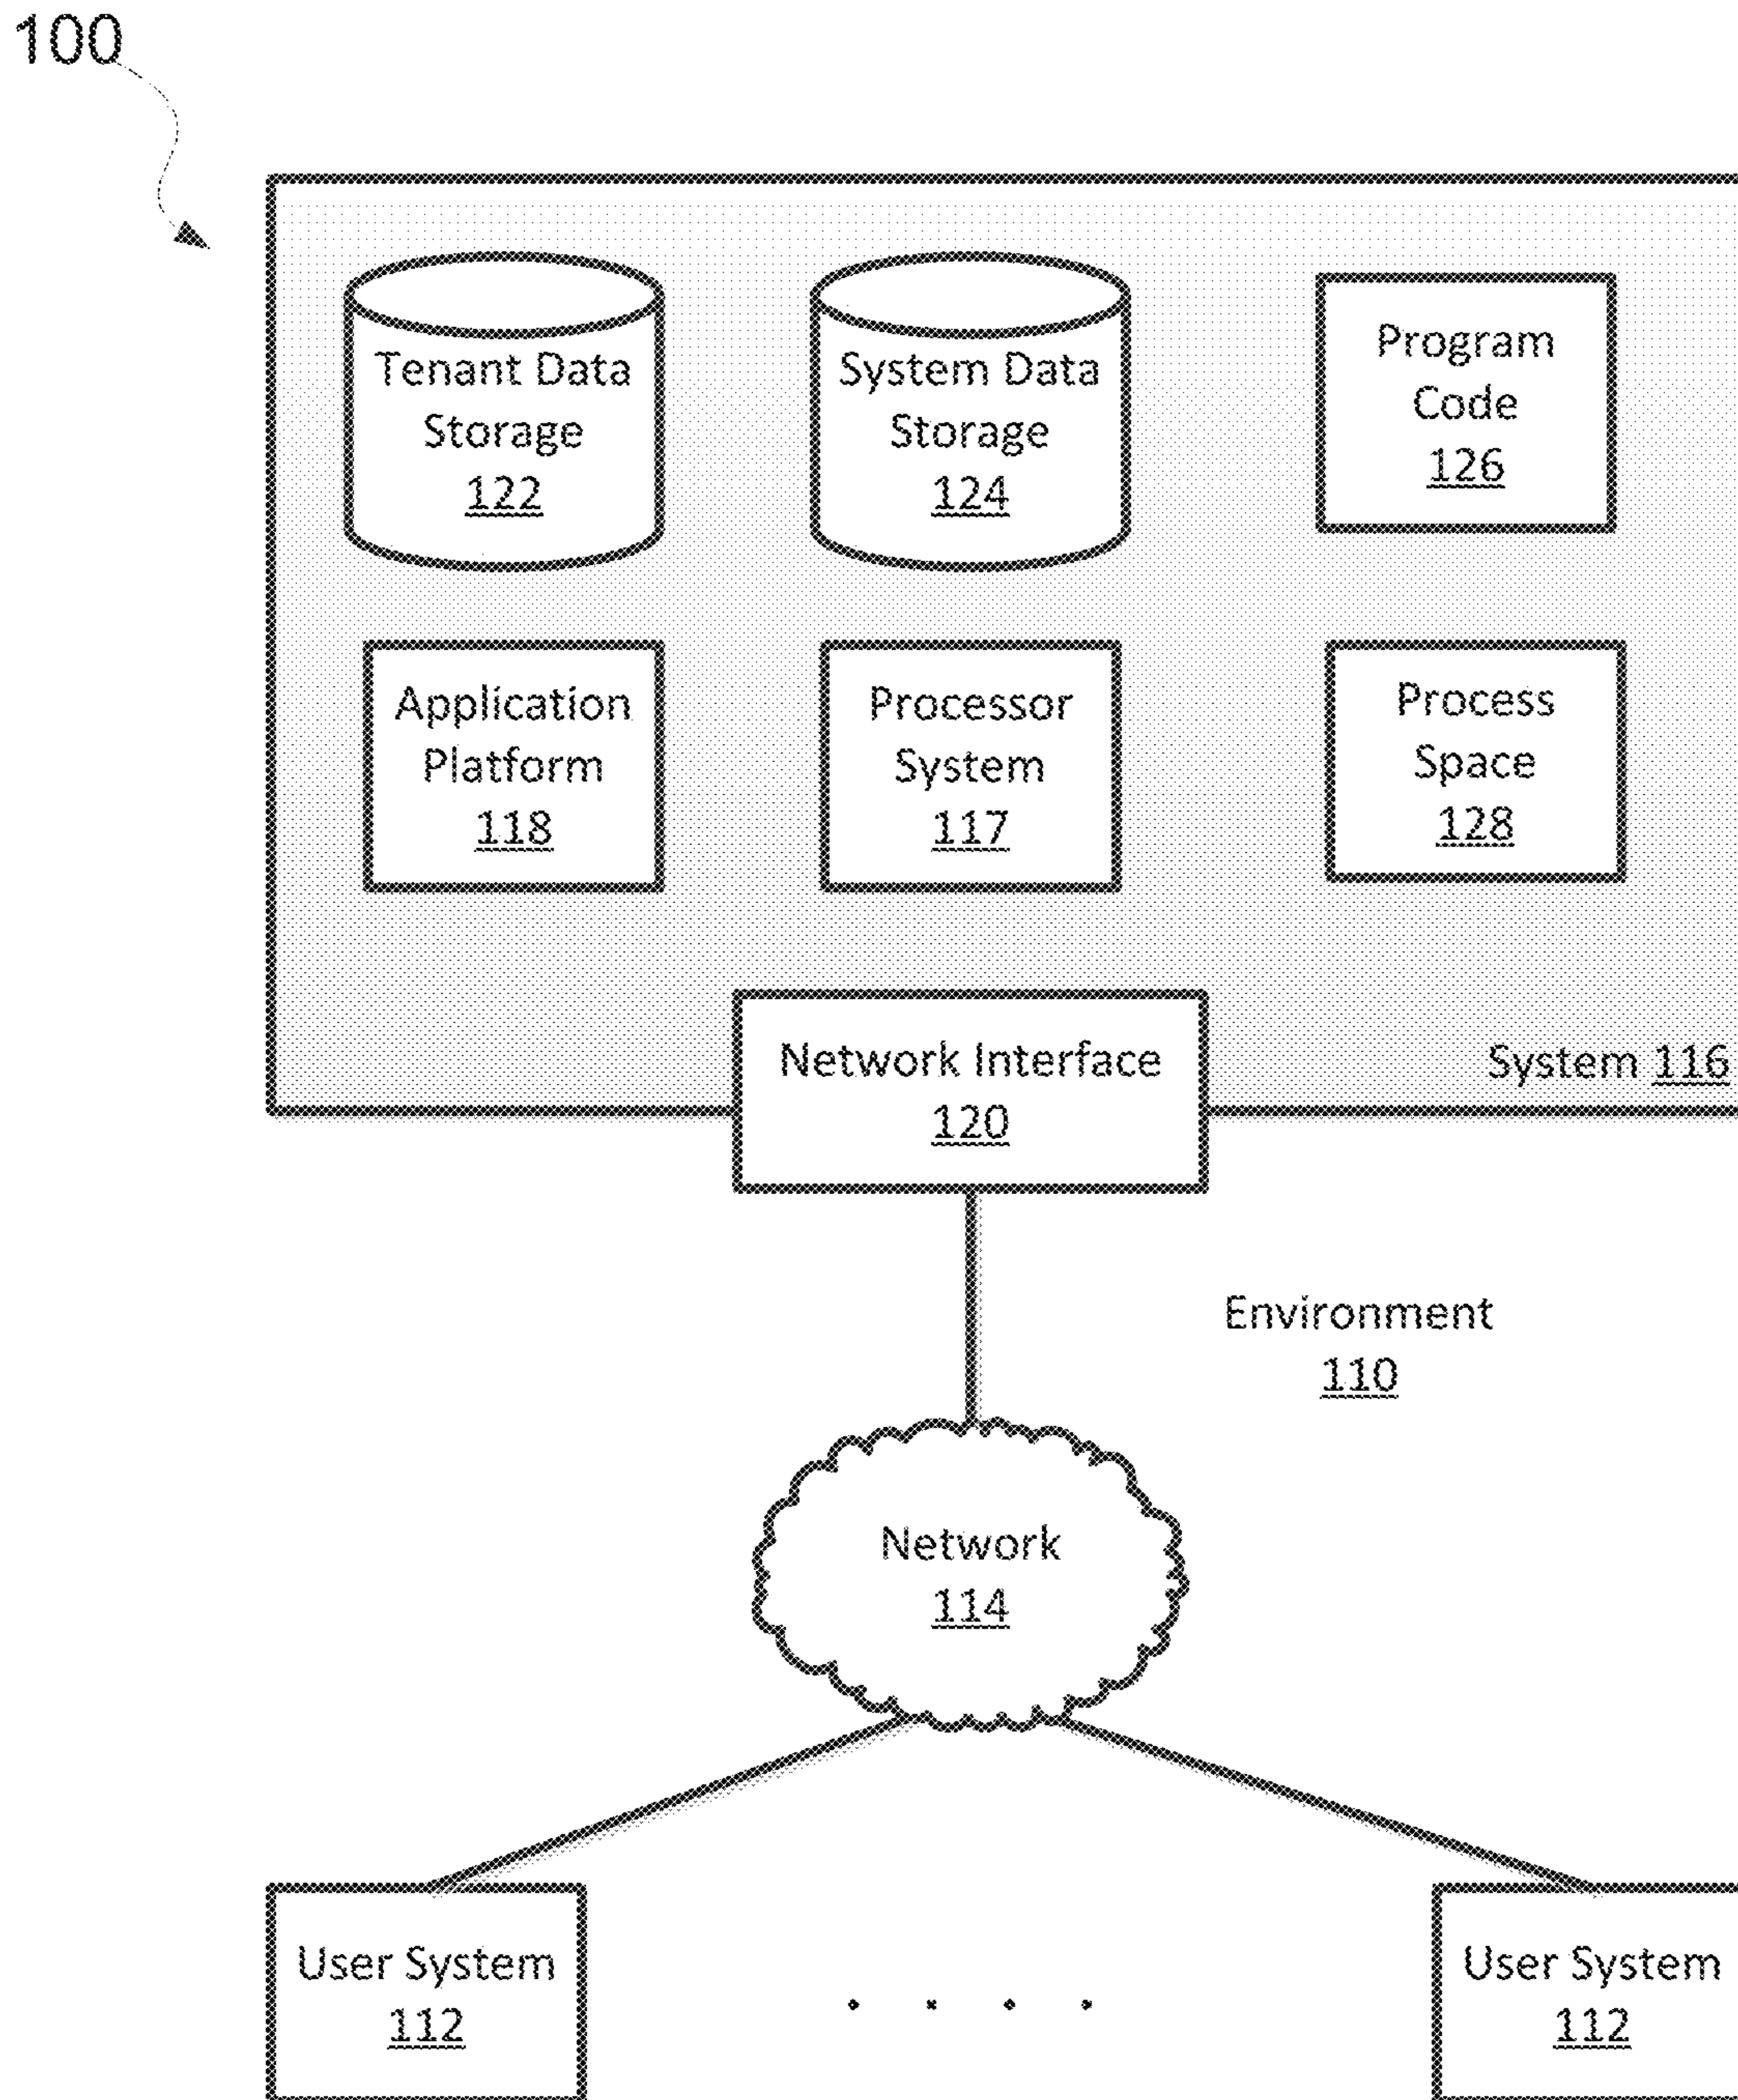 100
Tenant Data
Storage
122
System Data
Storage
124
Program
Code
126
Application
Platform
118
Processor
System
117
Process
Space
128
Network Interface
120
System 116
Environment
110
Network
114
User System
112
User System
112